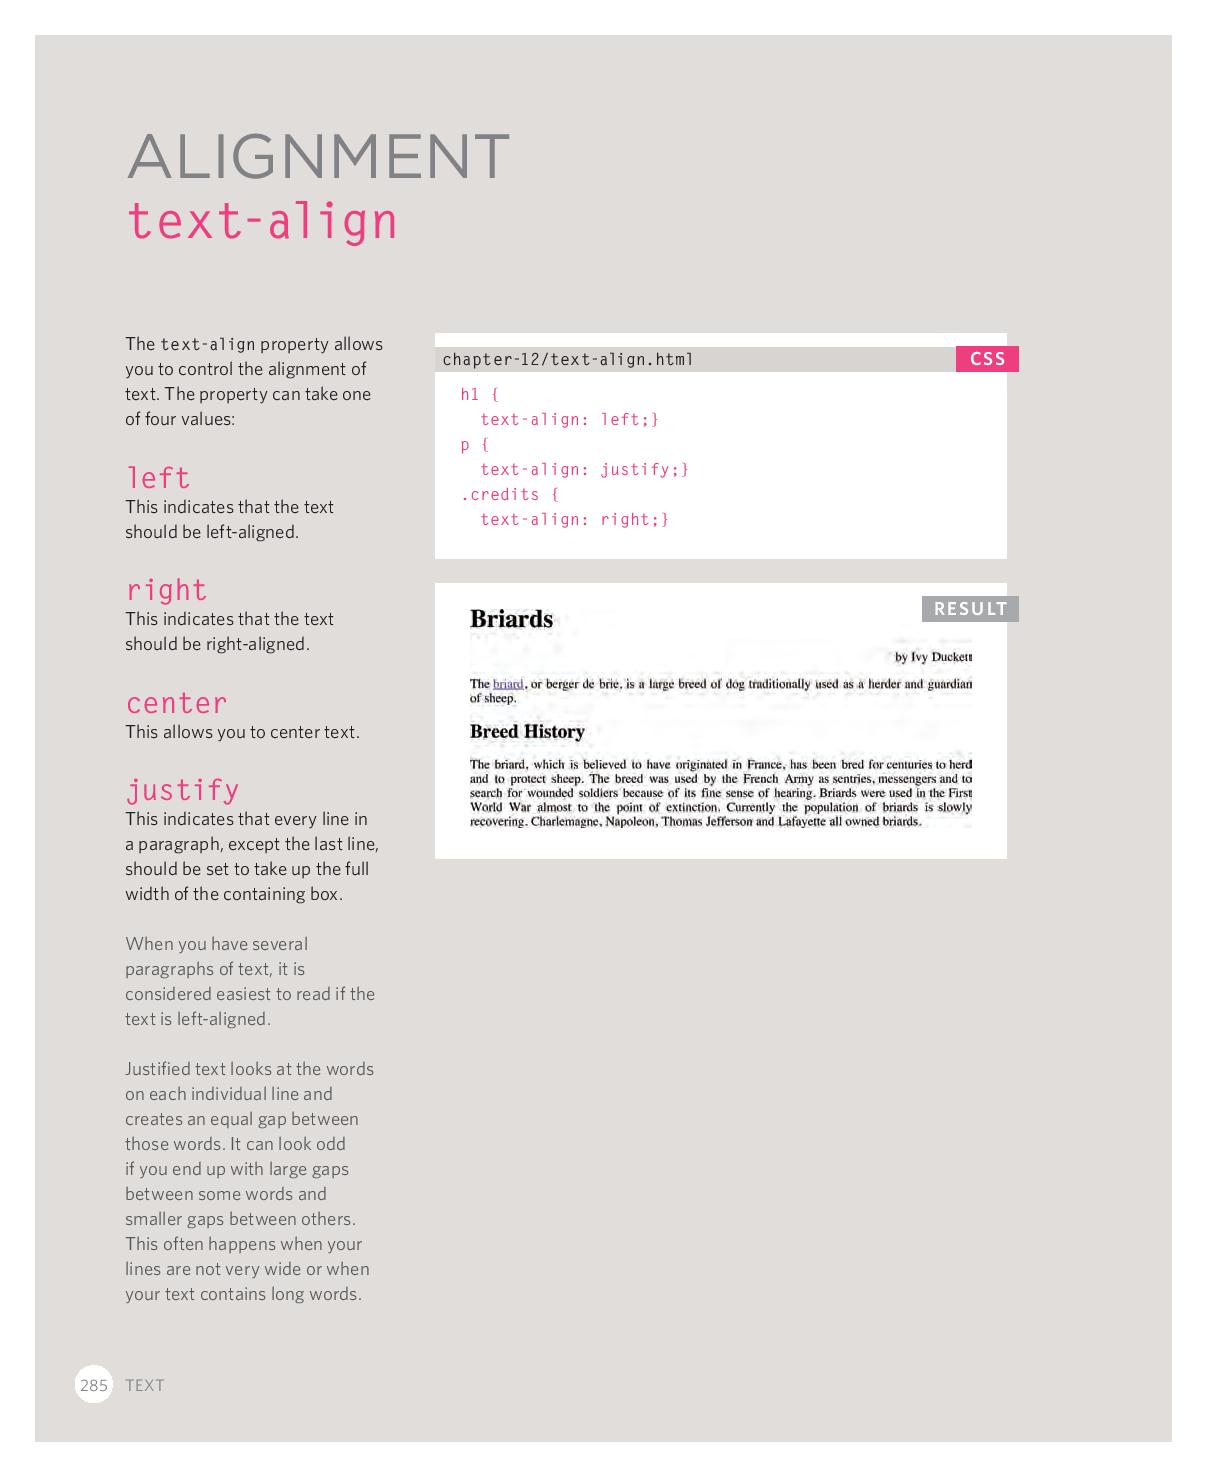 ALIGNMENT
text-align
The text-align property allows
you to control the alignment of
text. The property can take one
of four values:
left
This indicates that the text
should be left-aligned.
right
This indicates that the text
should be right-aligned.
center
This allows you to center text.
justify
This indicates that every line in
a paragraph, except the last line,
should be set to take up the full
width of the containing box.
When you have several
paragraphs of text, it is
considered easiest to read if the
text is left-aligned.
Justified text looks at the words
on each individual line and
creates an equal gap between
those words. It can look odd
if you end up with large gaps
between some words and
smaller gaps between others.
This often happens when your
lines are not very wide or when
your text contains long words.
chapter-12/text-align.html
CSS
h1 {
text-align: left;}
p {
text-align: justify;}
.credits {
text-align: right;}
RESULT
Briards
by Ivy Duckett
The briard, or berger de brie, is a large breed of dog traditionally used as a herder and guardian
of sheep.
Breed History
The briard, which is believed to have originated in France, has been bred for centuries to herd
and to protect sheep. The breed was used by the French Army as sentries, messengers and to
search for wounded soldiers because of its fine sense of hearing. Briards were used in the First
World War almost to the point of extinction. Currently the population of briards is slowly
recovering. Charlemagne, Napoleon, Thomas Jefferson and Lafayette all owned briards.
285 TEXT